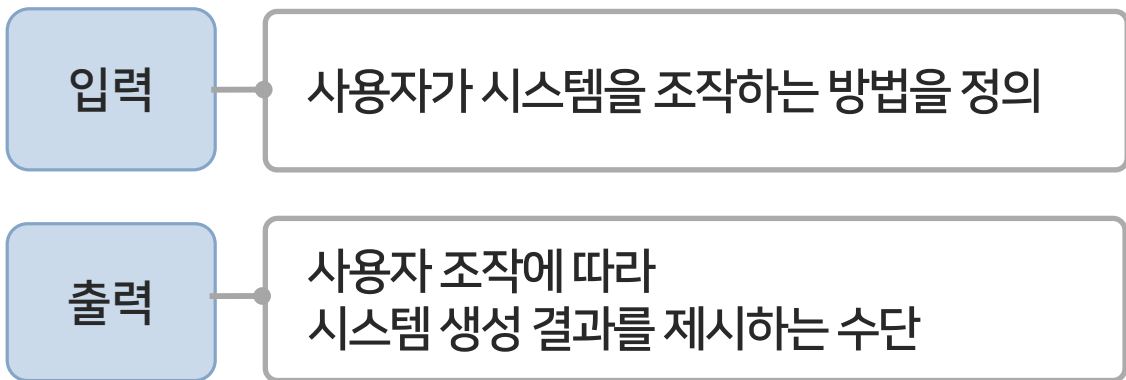 입력
사용자가 시스템을 조작하는 방법을 정의
출력
사용자 조작에 따라
시스템 생성 결과를 제시하는 수단